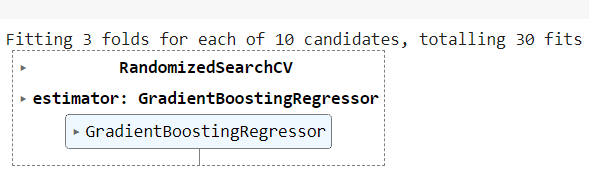 Fitting 3 folds for each of 10 candidates, totalling 30 fits
RandomizedSearchCV
estimator: GradientBoostingRegressor
GradientBoostingRegressor